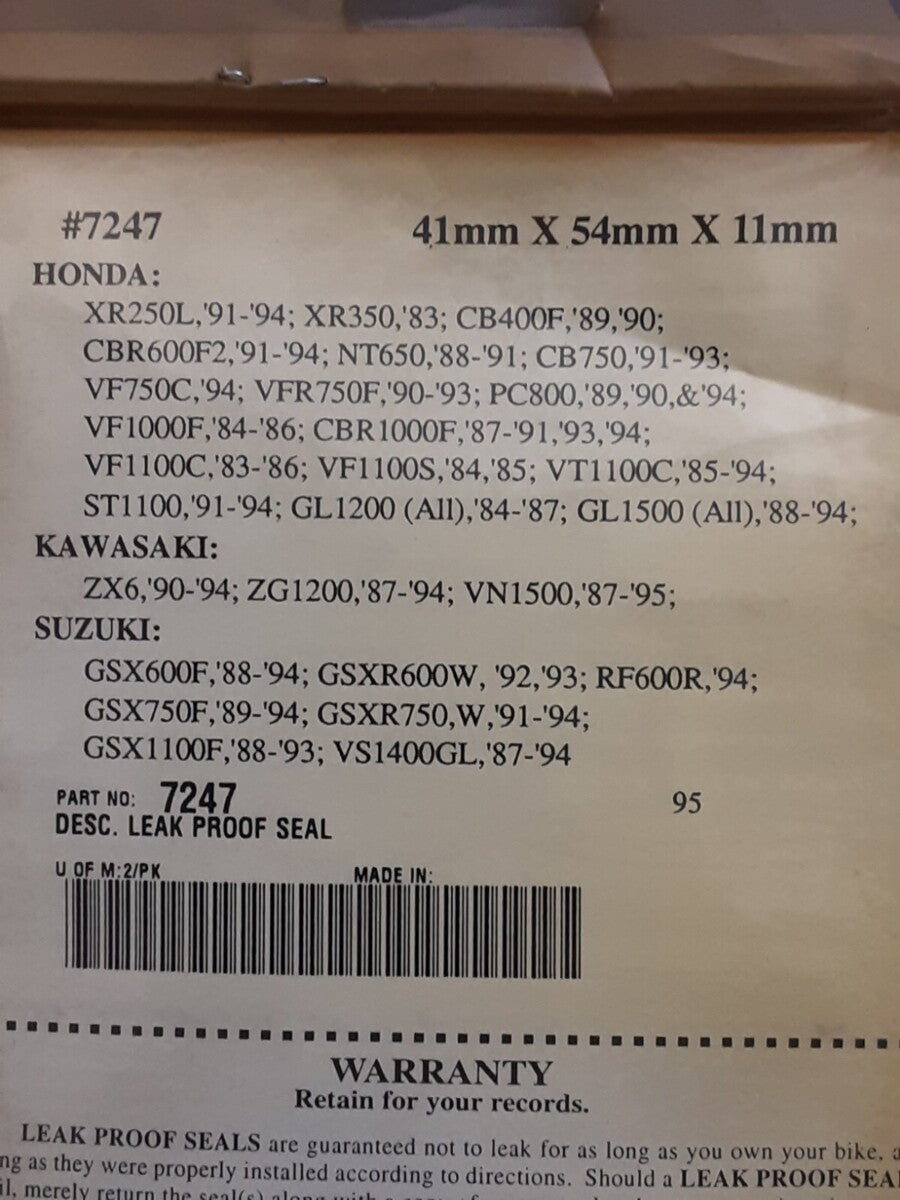 #7247 41mm X 54mm X 11mm
HONDA:
XR250L,'91-'94; XR350,'83; CB400F,'89,'90;
CBR600F2,'91-'94; NT650,'88-'91; CB750,'91-'93;
VF750C,'94; VFR750F,'90-'93; PC800,'89,'90,&'94;
VF1000F,'84-'86; CBR1000F,'87-'91,'93,'94;
VF1100C,'83-'86; VF1100S,'84,'85; VT1100C,'85-'94;
ST1100,'91-'94; GL1200 (All),'84-'87; GL1500 (All),'88-'94;
KAWASAKI:
ZX6,'90-'94; ZG1200,'87-'94; VN1500,'87-'95;
SUZUKI:
GSX600F,'88-'94; GSXR600W, '92,'93; RF600R,'94;
GSX750F,'89-'94; GSXR750,W,'91-'94;
GSX1100F,'88-'93; VS1400GL,'87-'94
PART NO: 7247 95
DESC. LEAK PROOF SEAL
U OF M:2/PK MADE IN:
WARRANTY
Retain for your records.
LEAK PROOF SEALS are guaranteed not to leak for as long as you own your bike,
ng as they were properly installed according to directions. Should a LEAK PROOF SEA
il, merely return the seal(s) along with a